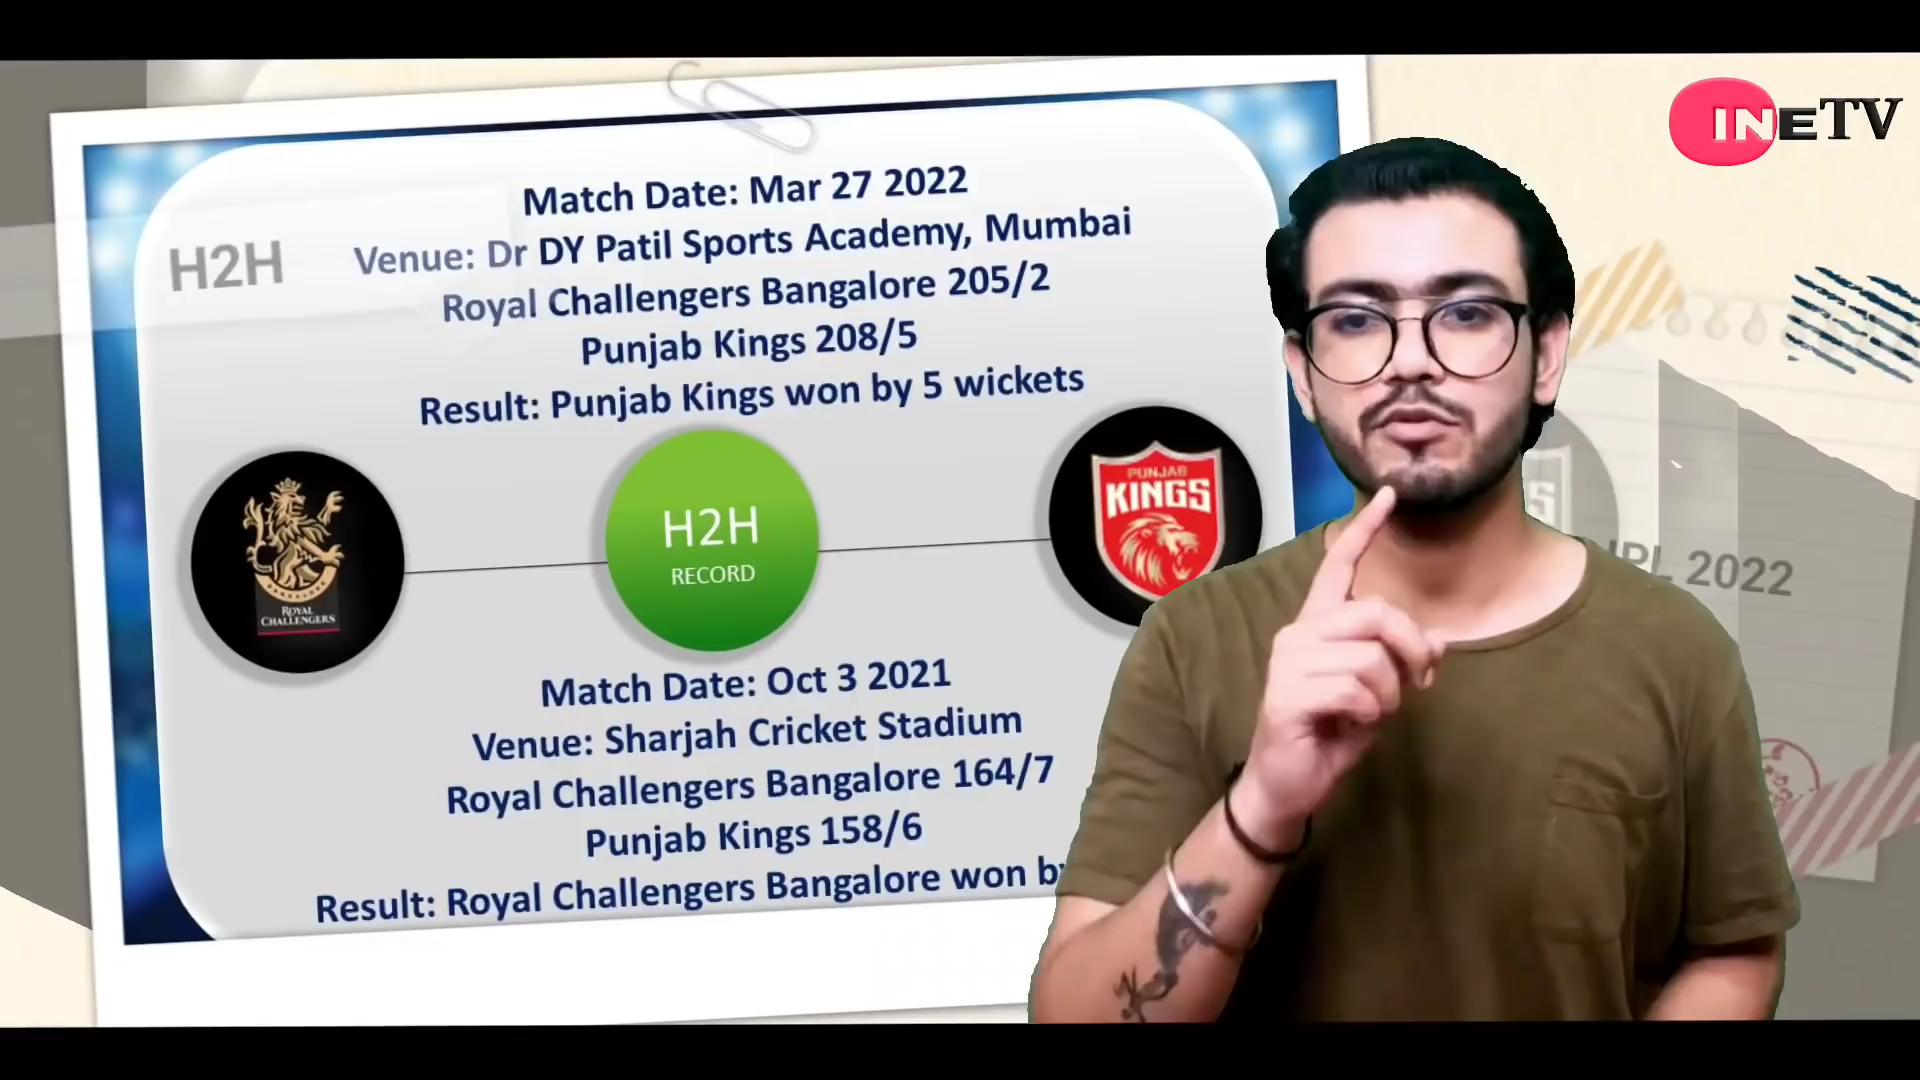 INETV
Match Date: Mar 27 2022
H2H
Venue: Dr DY Patil Sports Academy, Mumbai
Royal Challengers Bangalore 205/2
Punjab Kings 208/5
Result: Punjab Kings won by 5 wickets
PUNJAB
KINGS
H2H
RECORD
ROYAL
CHALLENGERS
IPL 2022
Match Date: Oct 3 2021
Venue: Sharjah Cricket Stadium
Royal Challengers Bangalore 164/7
Punjab Kings 158/6
Result: Royal Challengers Bangalore won by